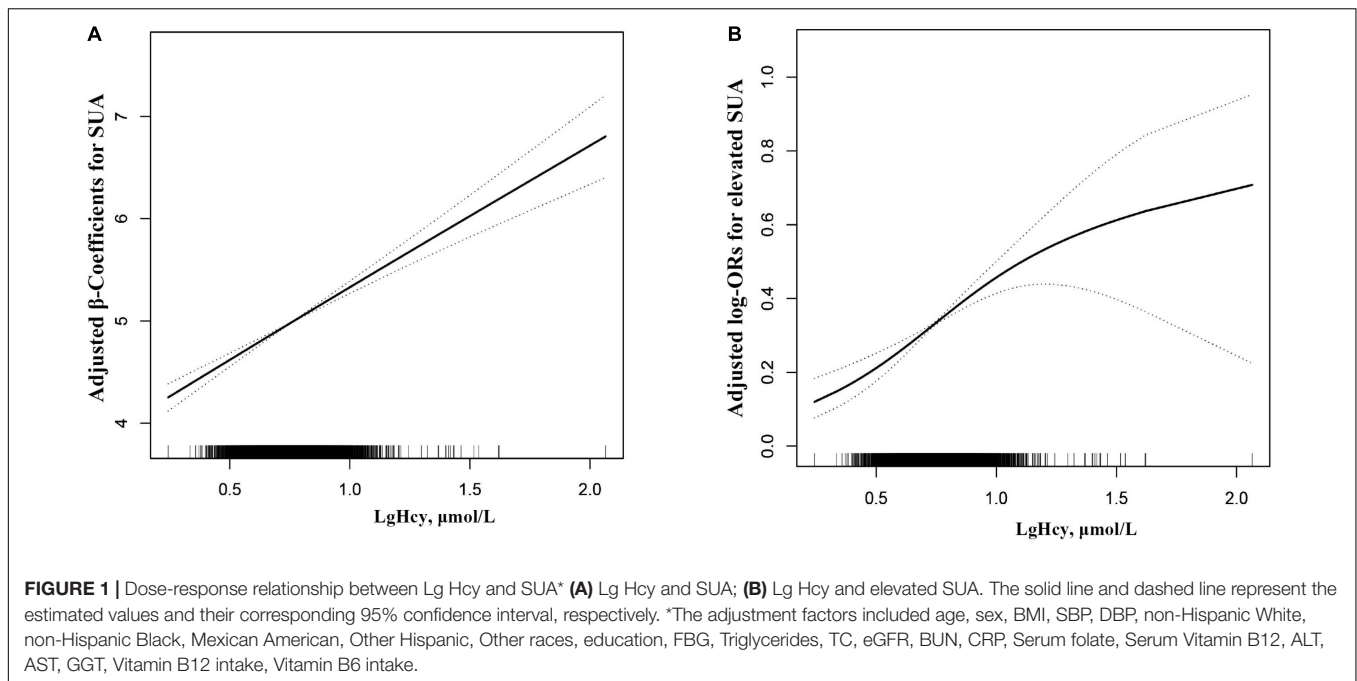 A
Adjusted β-Coefficients for SUA
7
6
5
4
0.5 1.0 1.5 2.0
LgHcy, µmol/L
B
Adjusted log-ORs for elevated SUA
1.0
0.8
0.6
0.4
0.2
0.0
0.5 1.0 1.5 2.0
LgHcy, µmol/L
FIGURE 1 | Dose-response relationship between Lg Hcy and SUA* (A) Lg Hcy and SUA; (B) Lg Hcy and elevated SUA. The solid line and dashed line represent the
estimated values and their corresponding 95% confidence interval, respectively. *The adjustment factors included age, sex, BMI, SBP, DBP, non-Hispanic White,
non-Hispanic Black, Mexican American, Other Hispanic, Other races, education, FBG, Triglycerides, TC, eGFR, BUN, CRP, Serum folate, Serum Vitamin B12, ALT,
AST, GGT, Vitamin B12 intake, Vitamin B6 intake.